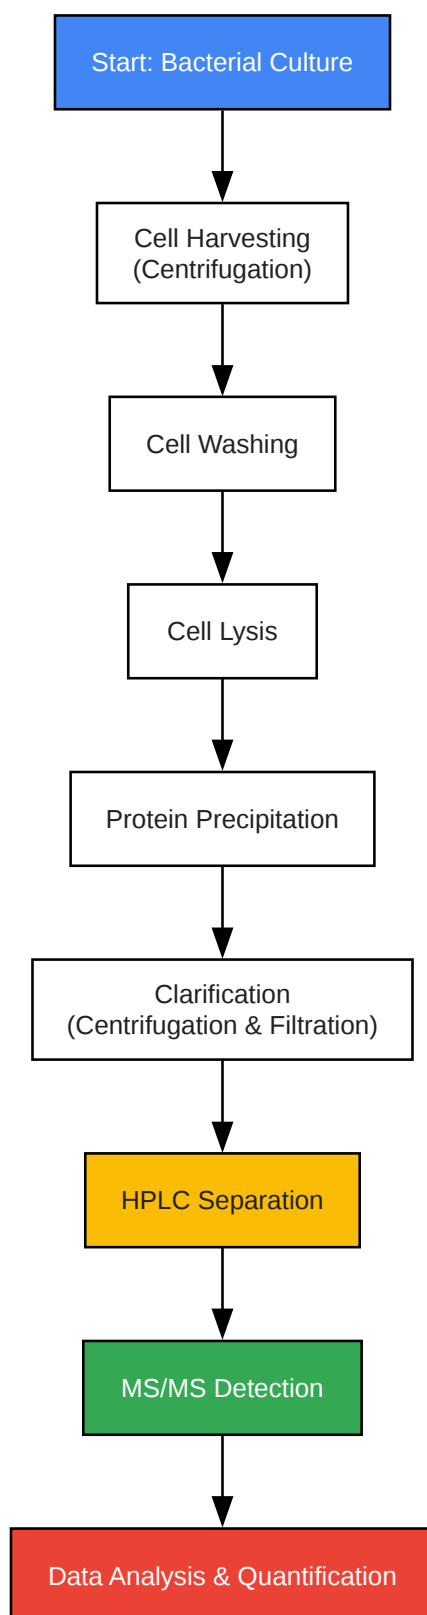 Start: Bacterial Culture
Cell Harvesting
(Centrifugation)
Cell Washing
Cell Lysis
Protein Precipitation
Clarification
(Centrifugation & Filtration)
HPLC Separation
MS/MS Detection
Data Analysis & Quantification